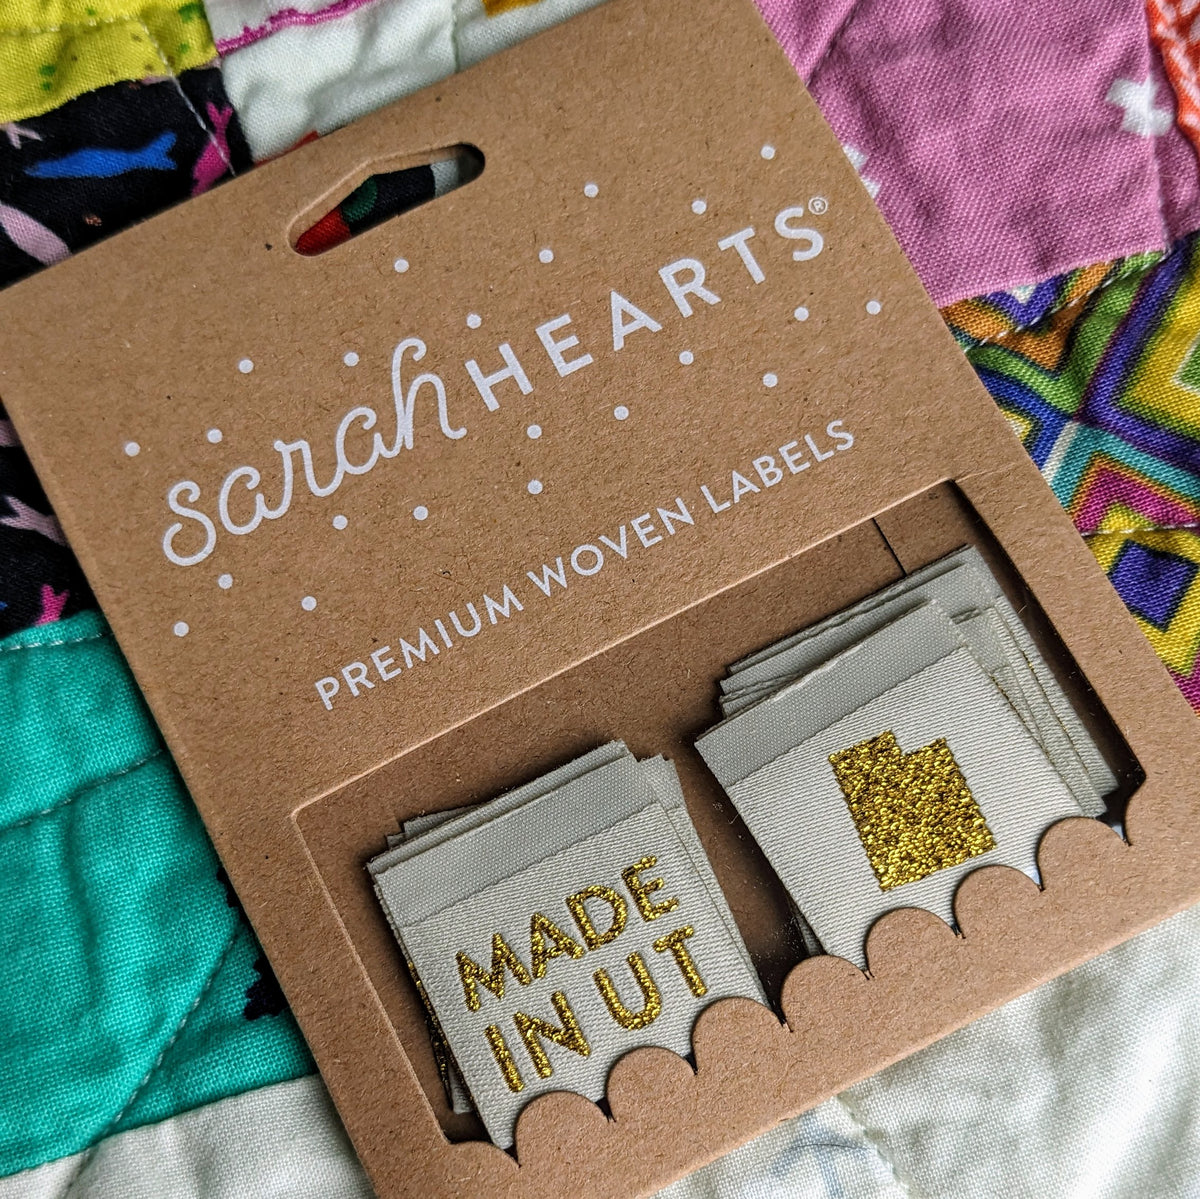 sarah HEARTS®
PREMIUM WOVEN LABELS
MADE
IN UT